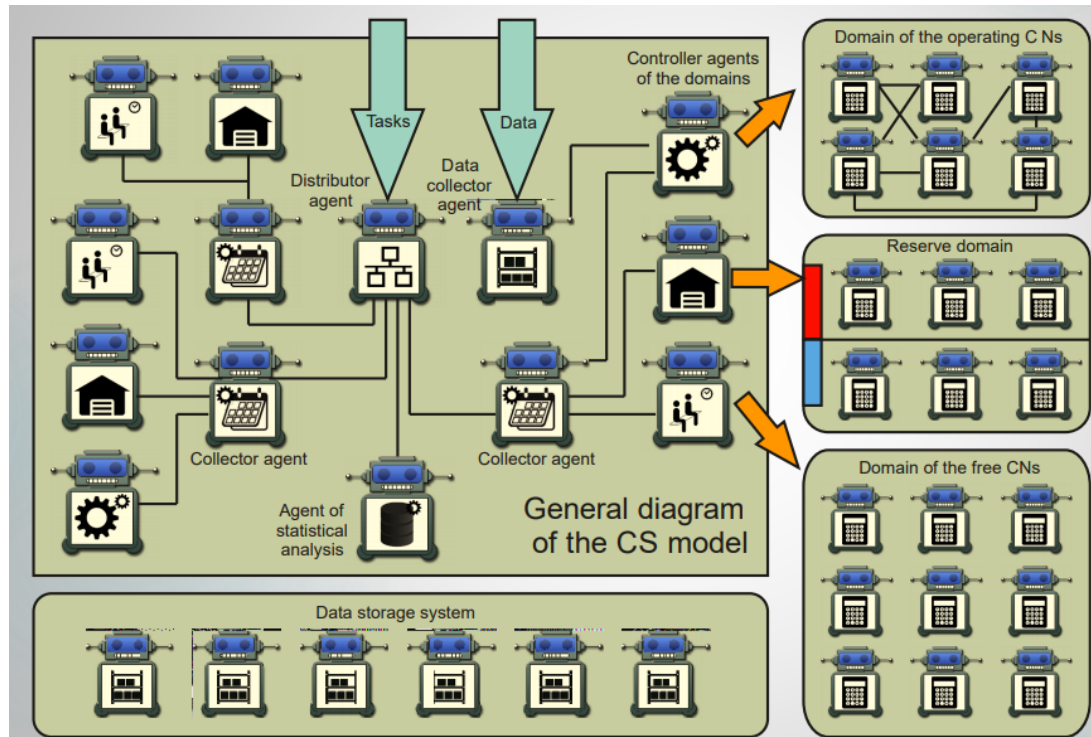 Tasks
Data
Controller agents
of the domains
Distributor
agent
Data
collector
agent
Collector agent
Collector agent
Agent of
statistical
analysis
General diagram
of the CS model
Data storage system
Domain of the operating C Ns
Reserve domain
Domain of the free CNs